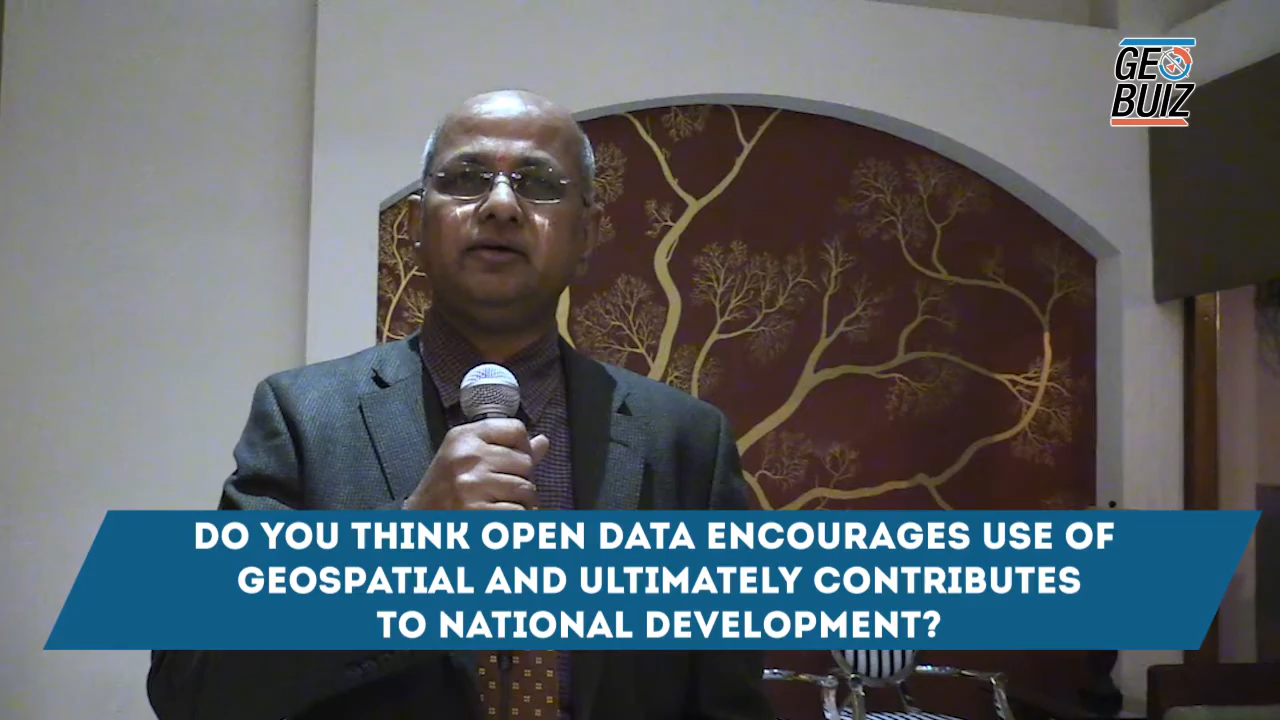 GEO
BUIZ
DO YOU THINK OPEN DATA ENCOURAGES USE OF
GEOSPATIAL AND ULTIMATELY CONTRIBUTES
TO NATIONAL DEVELOPMENT?